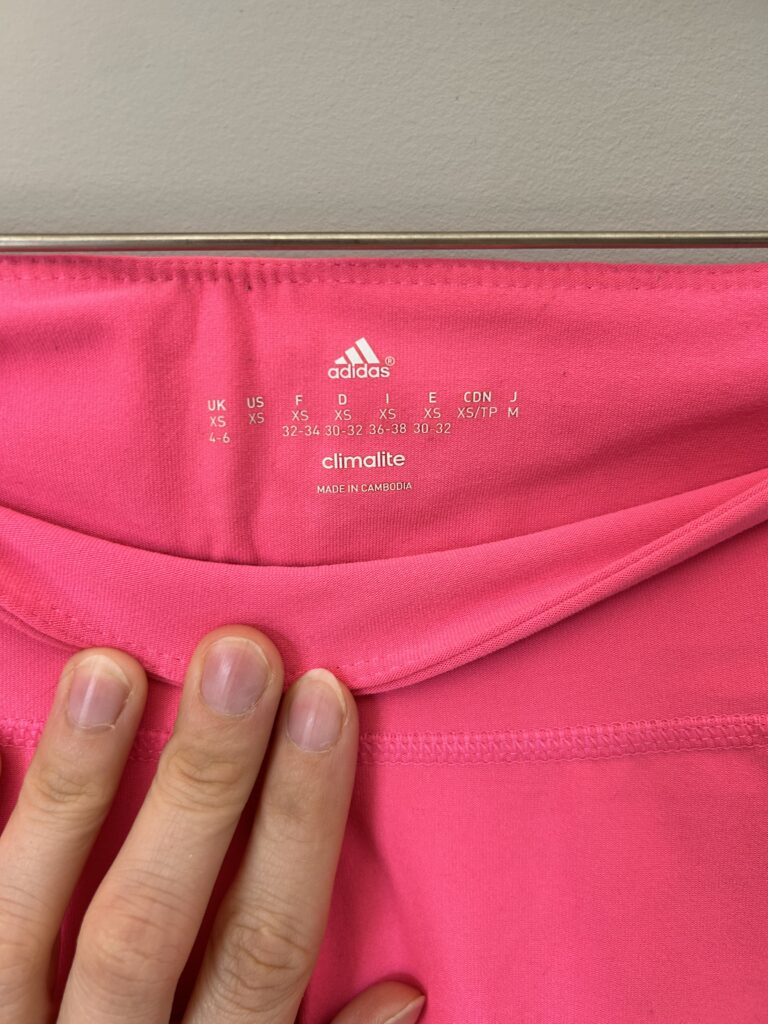 adidas®
UK US F D I E CDN J
XS XS XS XS XS XS XS/TP M
4-6 32-34 30-32 36-38 30-32
climalite
MADE IN CAMBODIA